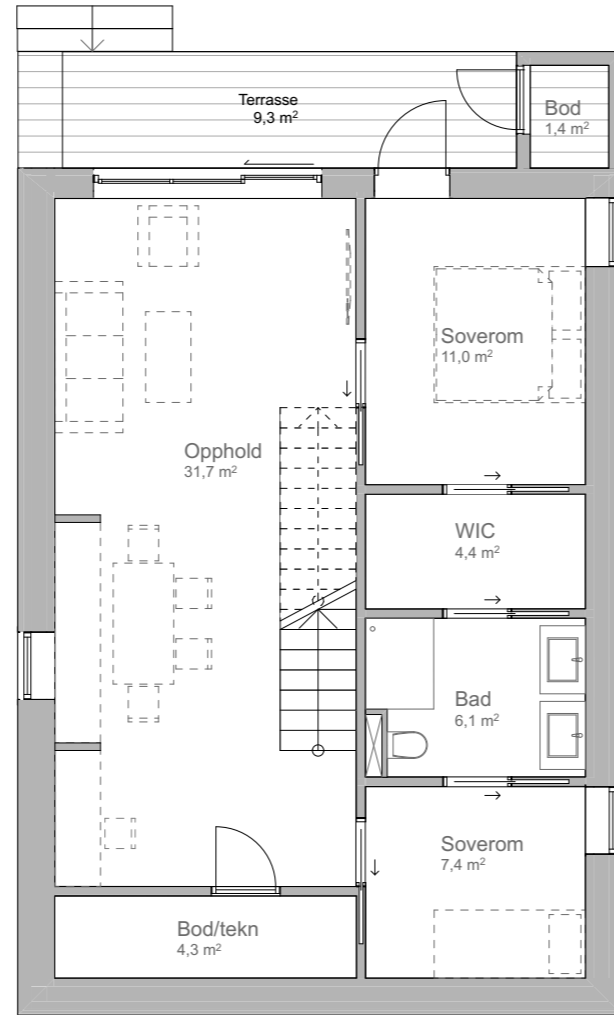 Terrasse
9,3 m²
Bod
1,4 m²
Soverom
11,0 m²
Opphold
31,7 m²
WIC
4,4 m²
Bad
6,1 m²
Soverom
7,4 m²
Bod/tekn
4,3 m²